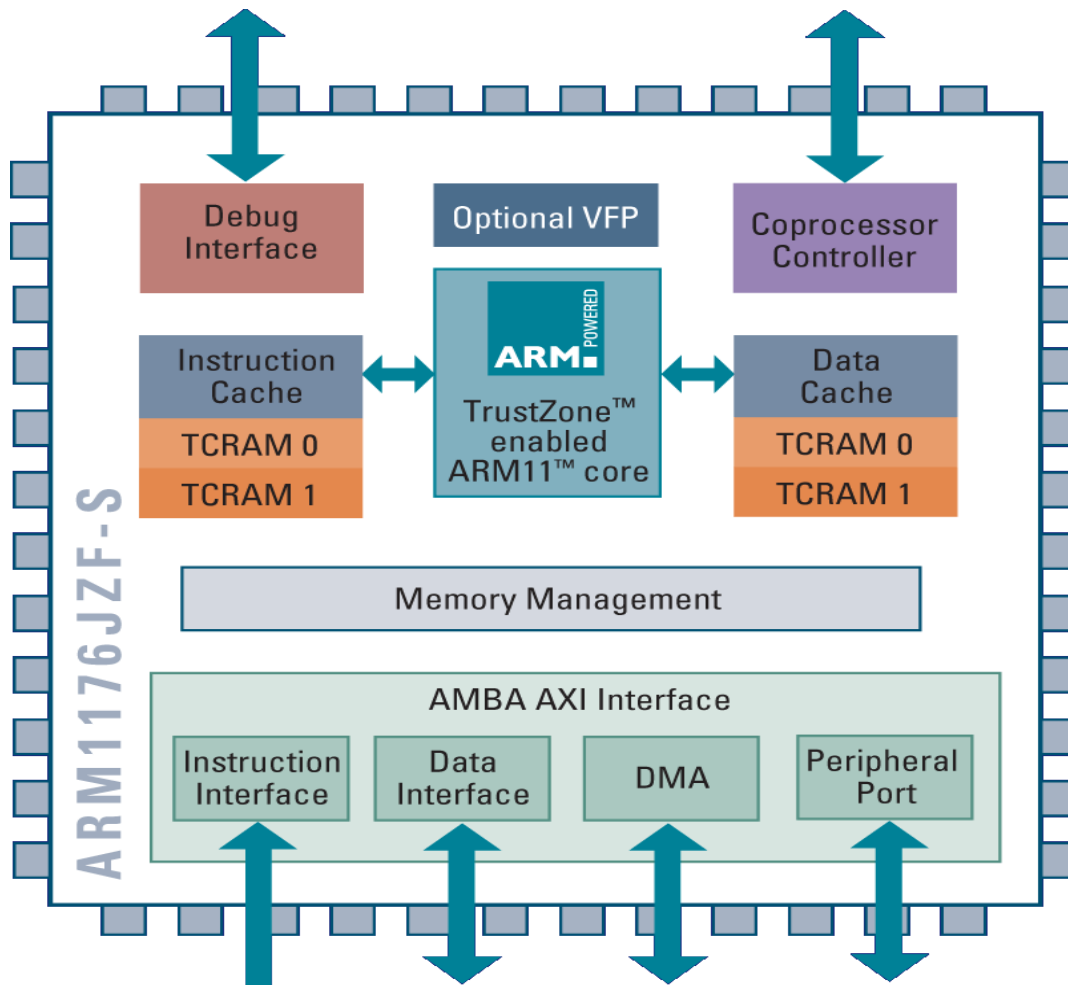 Debug
Interface
Optional VFP
Coprocessor
Controller
ARM POWERED
TrustZone™
enabled
ARM11™ core
Instruction
Cache
TCRAM 0
TCRAM 1
Data
Cache
TCRAM 0
TCRAM 1
ARM1176JZF-S
Memory Management
AMBA AXI Interface
Instruction
Interface
Data
Interface
DMA
Peripheral
Port